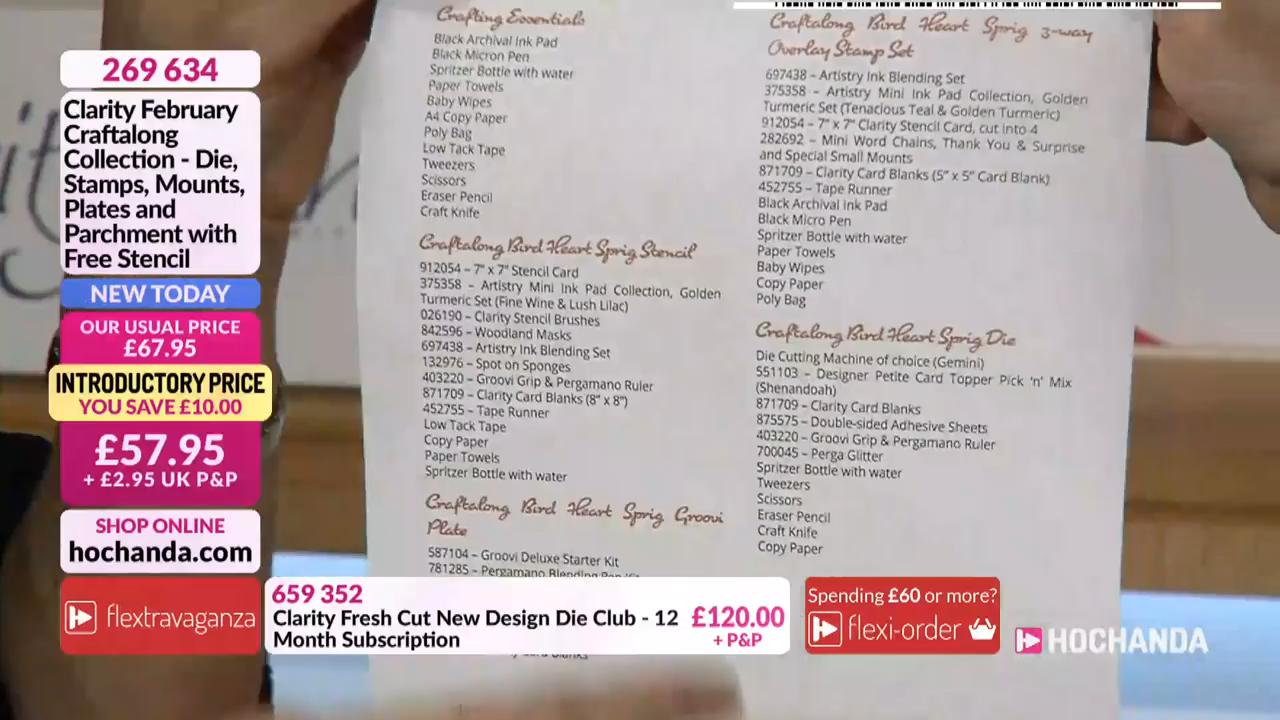 269 634
Clarity February
Craftalong
Collection - Die,
Stamps, Mounts,
Plates and
Parchment with
Free Stencil
NEW TODAY
OUR USUAL PRICE
£67.95
INTRODUCTORY PRICE
YOU SAVE £10.00
£57.95
+ £2.95 UK P&P
SHOP ONLINE
hochanda.com
flextravaganza
Crafting Essentials
Black Archival Ink Pad
Black Micron Pen
Spritzer Bottle with water
Paper Towels
Baby Wipes
A4 Copy Paper
Poly Bag
Low Tack Tape
Tweezers
Scissors
Eraser Pencil
Craft Knife
Craftalong Bird Heart Sprig Stencil
912054 – 7" x 7" Stencil Card
375358 – Artistry Mini Ink Pad Collection, Golden
Turmeric Set (Fine Wine & Lush Lilac)
026190 – Clarity Stencil Brushes
842596 – Woodland Masks
697438 – Artistry Ink Blending Set
132976 – Spot on Sponges
403220 – Groovi Grip & Pergamano Ruler
871709 – Clarity Card Blanks (8" x 8")
452755 – Tape Runner
Low Tack Tape
Copy Paper
Paper Towels
Spritzer Bottle with water
Craftalong Bird Heart Sprig Groovi
Plate
587104 – Groovi Deluxe Starter Kit
781285 – Pergamano Blending
Craftalong Bird Heart Sprig 3-way
Overlay Stamp Set
697438 – Artistry Ink Blending Set
375358 – Artistry Mini Ink Pad Collection, Golden
Turmeric Set (Tenacious Teal & Golden Turmeric)
912054 – 7" x 7" Clarity Stencil Card, cut into 4
282692 – Mini Word Chains, Thank You & Surprise
and Special Small Mounts
871709 – Clarity Card Blanks (5" x 5" Card Blank)
452755 – Tape Runner
Black Archival Ink Pad
Black Micro Pen
Spritzer Bottle with water
Paper Towels
Baby Wipes
Copy Paper
Poly Bag
Craftalong Bird Heart Sprig Die
Die Cutting Machine of choice (Gemini)
551103 – Designer Petite Card Topper Pick 'n' Mix
(Shenandoah)
871709 – Clarity Card Blanks
875575 – Double-sided Adhesive Sheets
403220 – Groovi Grip & Pergamano Ruler
700045 – Perga Glitter
Spritzer Bottle with water
Tweezers
Scissors
Eraser Pencil
Craft Knife
Copy Paper
659 352
Clarity Fresh Cut New Design Die Club - 12
Month Subscription
£120.00
+ P&P
Spending £60 or more?
flexi-order
HOCHANDA